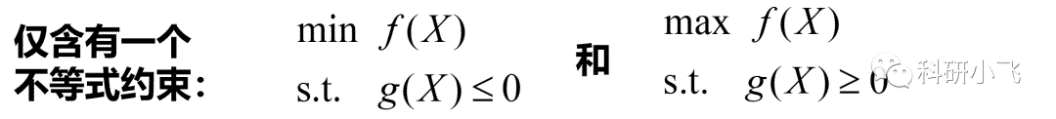 仅含有一个
不等式约束：
min f(X)
s.t. g(X) ≤ 0
和
max f(X)
s.t. g(X) ≥ 0
科研小飞